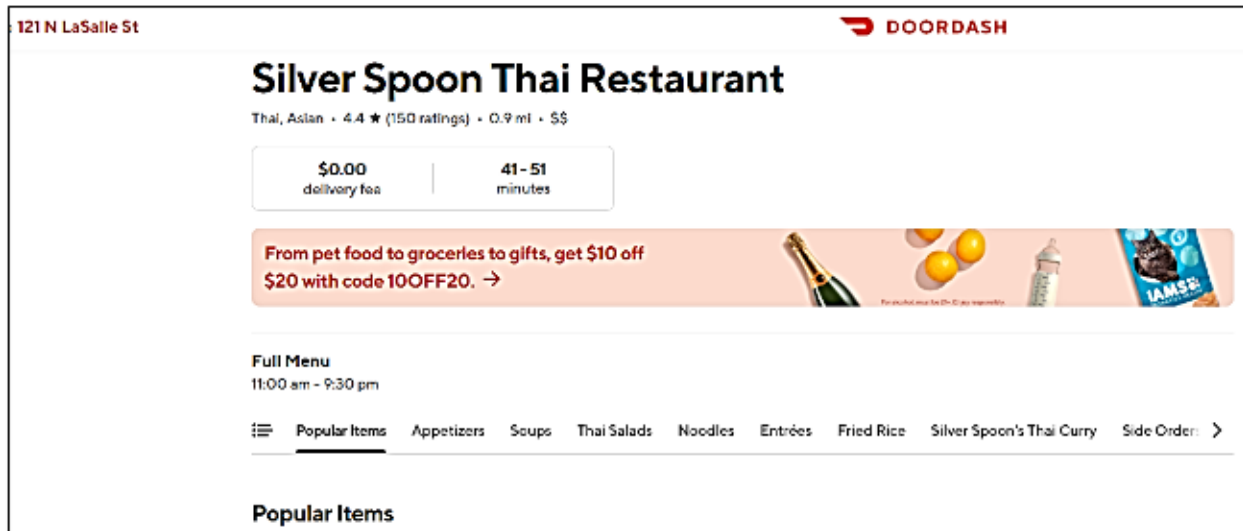 : 121 N LaSalle St
DOORDASH
Silver Spoon Thai Restaurant
Thai, Asian • 4.4 ★ (150 ratings) • 0.9 mi • $$
$0.00
delivery fee
41-51
minutes
From pet food to groceries to gifts, get $10 off
$20 with code 10OFF20. →
IAMS
Full Menu
11:00 am - 9:30 pm
Popular Items Appetizers Soups Thai Salads Noodles Entrées Fried Rice Silver Spoon's Thai Curry Side Order
Popular Items